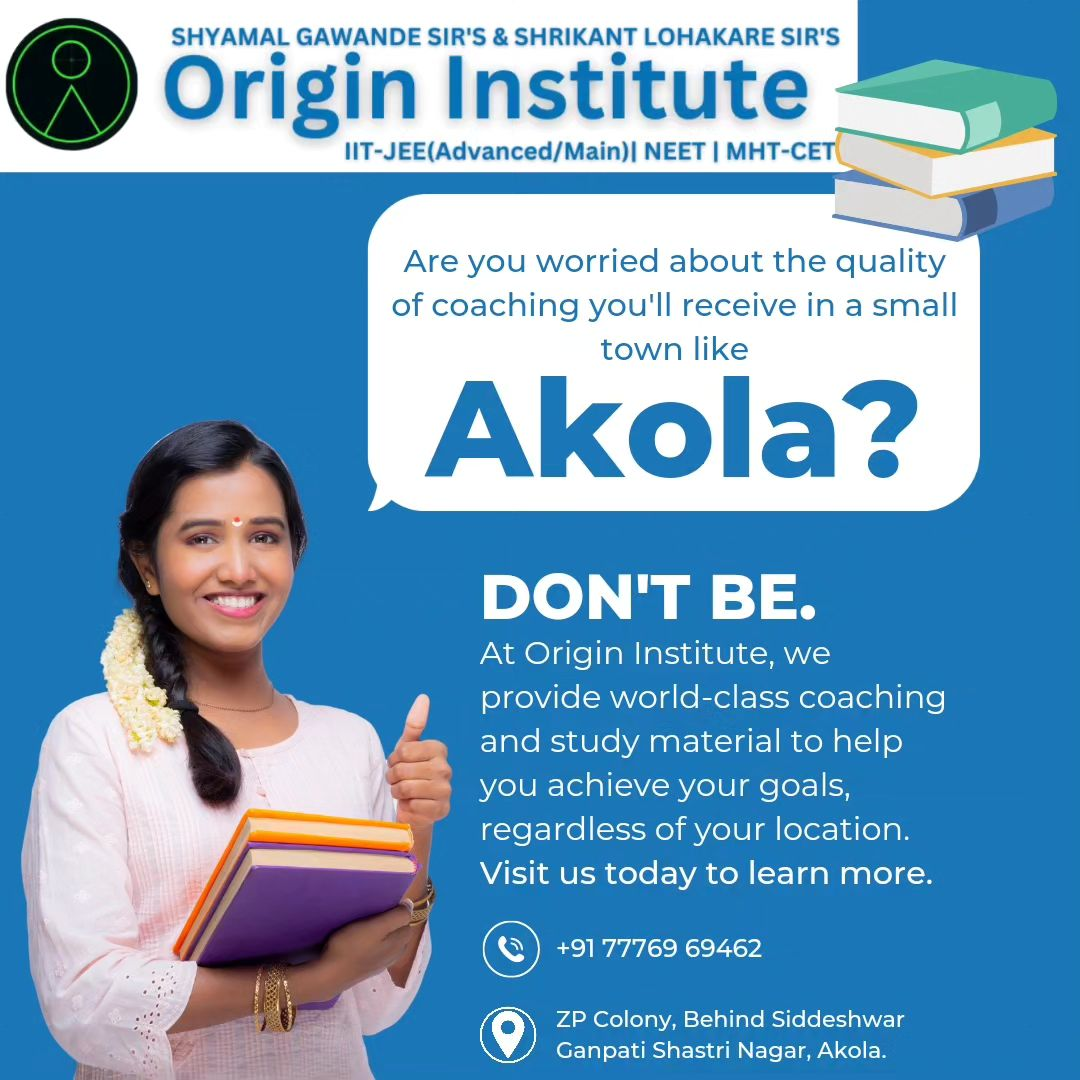 SHYAMAL GAWANDE SIR'S & SHRIKANT LOHAKARE SIR'S
Origin Institute
IIT-JEE(Advanced/Main)| NEET | MHT-CET
Are you worried about the quality
of coaching you'll receive in a small
town like
Akola?
DON'T BE.
At Origin Institute, we
provide world-class coaching
and study material to help
you achieve your goals,
regardless of your location.
Visit us today to learn more.
+91 77769 69462
ZP Colony, Behind Siddeshwar
Ganpati Shastri Nagar, Akola.